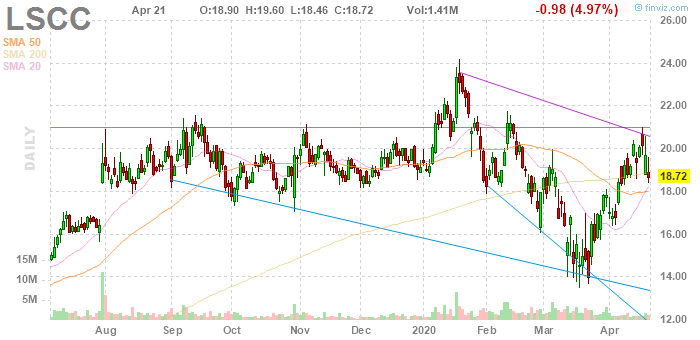 LSCC
Apr 21 O:18.90 H:19.60 L:18.46 C:18.72 Vol:1.41M -0.98 (4.97%)
© finviz.com
SMA 50
SMA 200
SMA 20
DAILY
22.00
20.00
18.72
18.00
16.00
14.00
12.00
26.00
24.00
15M
10M
5M
Aug Sep Oct Nov Dec 2020 Feb Mar Apr